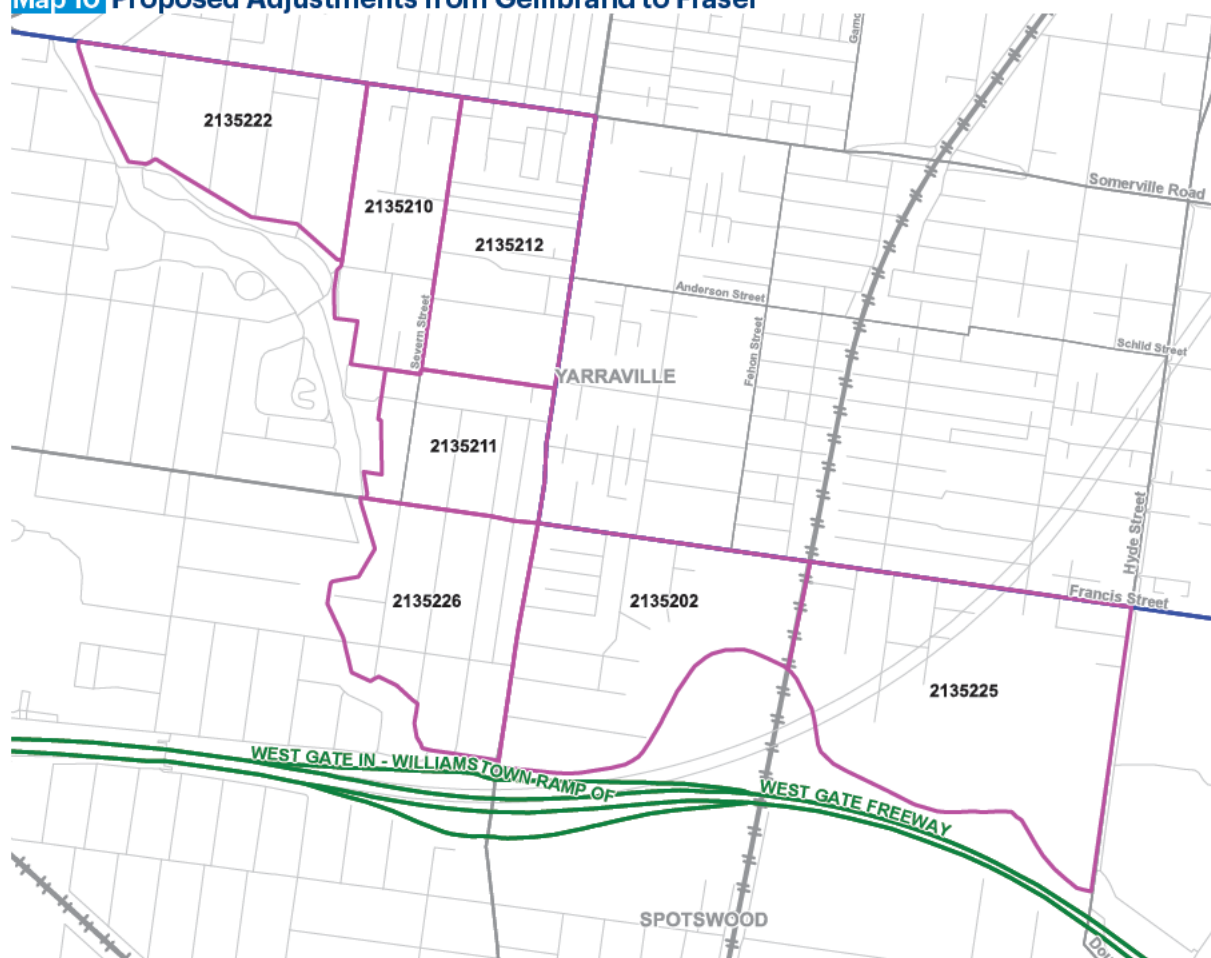 Map 10 Proposed Adjustments from Gellibrand to Fraser
2135222
Somerville Road
2135210
2135212
Anderson Street
Severn Street
Fehon Street
Schild Street
YARRAVILLE
2135211
Hyde Street
2135226
2135202
Francis Street
2135225
WEST GATE IN - WILLIAMSTOWN RAMP OF
WEST GATE FREEWAY
SPOTSWOOD